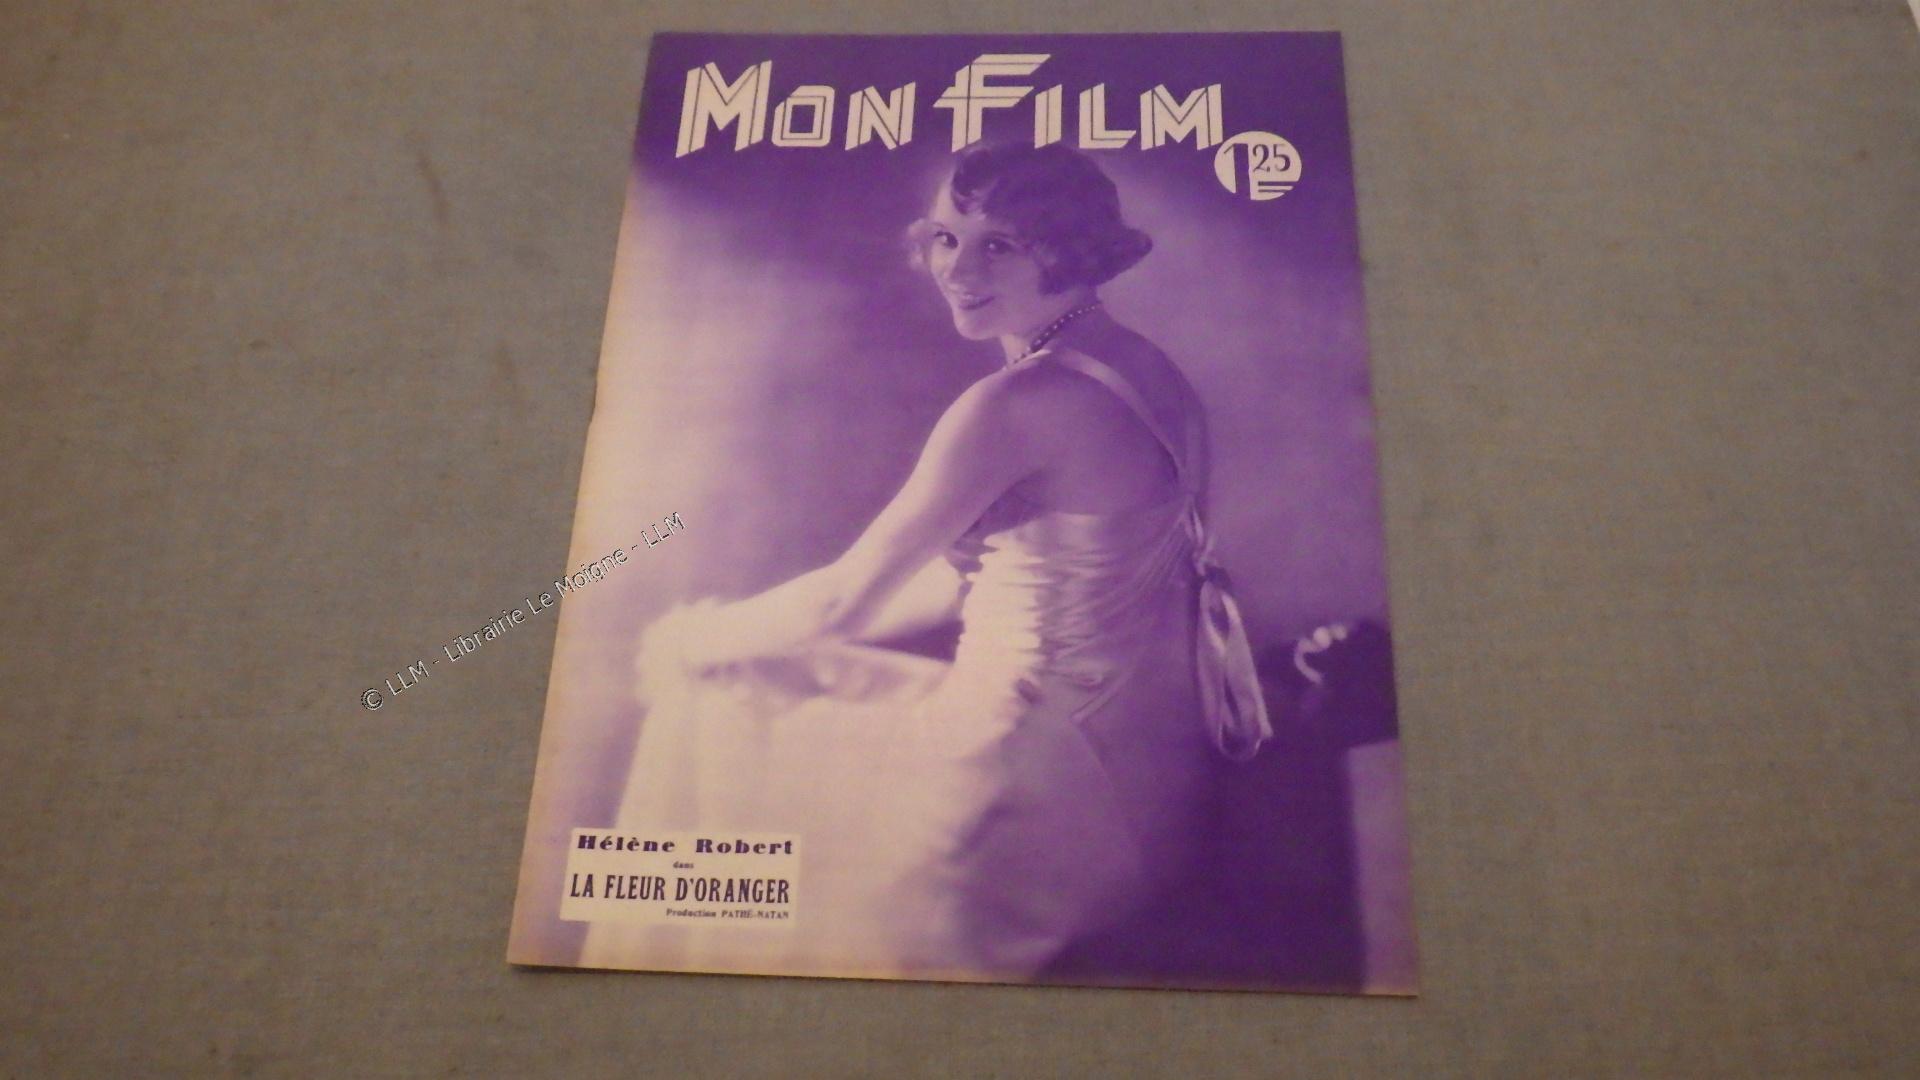 MON FILM
1 25
© LLM - Librairie Le Moigne - LLM
Hélène Robert
dans
LA FLEUR D'ORANGER
Production PATHÉ-NATAN